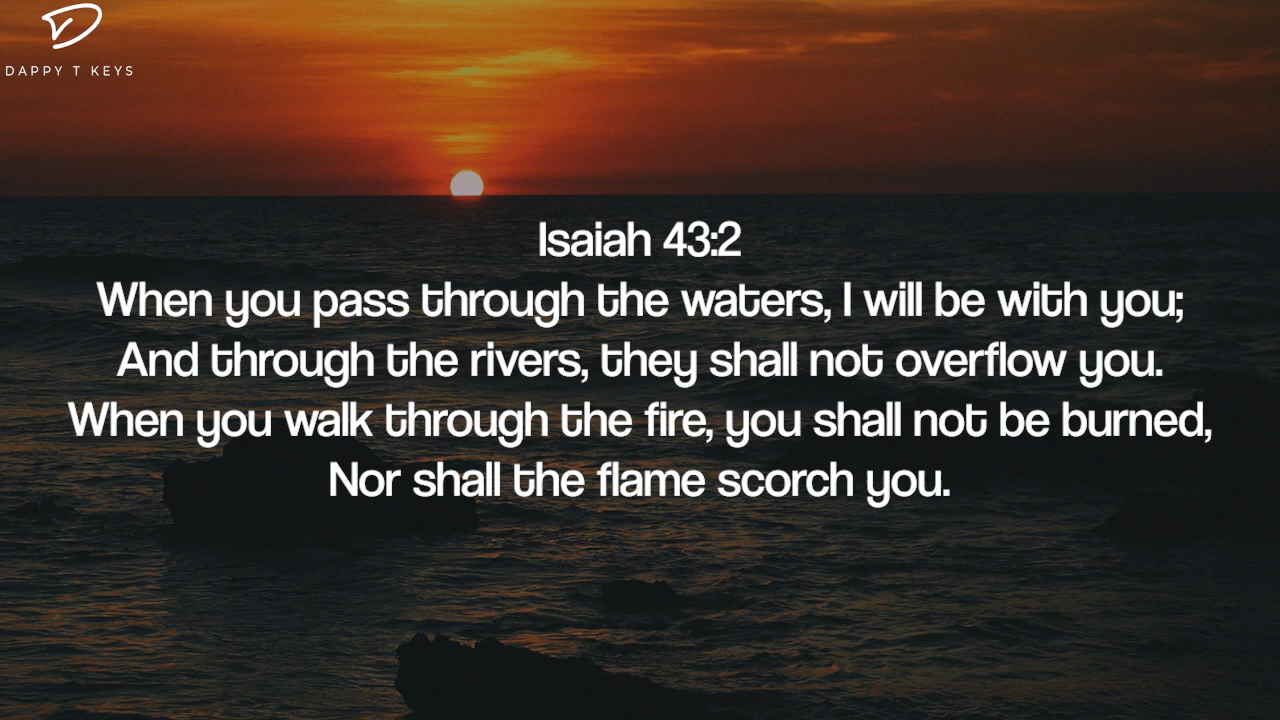 DAPPY T KEYS
Isaiah 43:2
When you pass through the waters, I will be with you;
And through the rivers, they shall not overflow you.
When you walk through the fire, you shall not be burned,
Nor shall the flame scorch you.